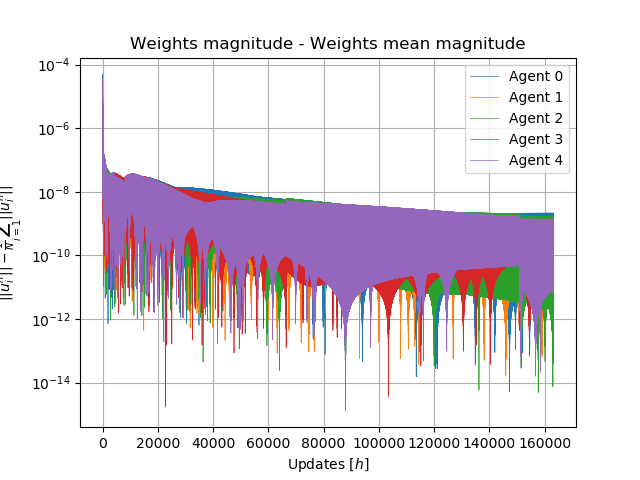 Weights magnitude - Weights mean magnitude
10⁻⁴
10⁻⁶
10⁻⁸
10⁻¹⁰
10⁻¹²
10⁻¹⁴
0 20000 40000 60000 80000 100000 120000 140000 160000
Updates [h]
Agent 0
Agent 1
Agent 2
Agent 3
Agent 4